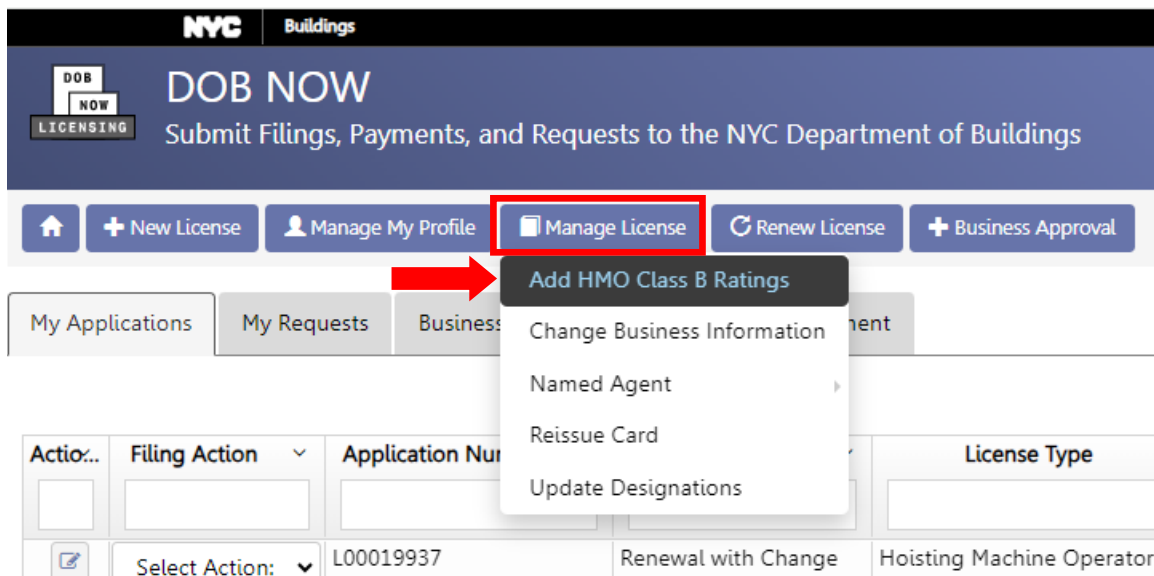 NYC Buildings
DOB NOW LICENSING
DOB NOW
Submit Filings, Payments, and Requests to the NYC Department of Buildings
New License Manage My Profile Manage License Renew License Business Approval
Add HMO Class B Ratings
My Applications My Requests Business
Change Business Information
Named Agent
Reissue Card
Update Designations
Actio... Filing Action Application Nu License Type
Select Action: L00019937 Renewal with Change Hoisting Machine Operator